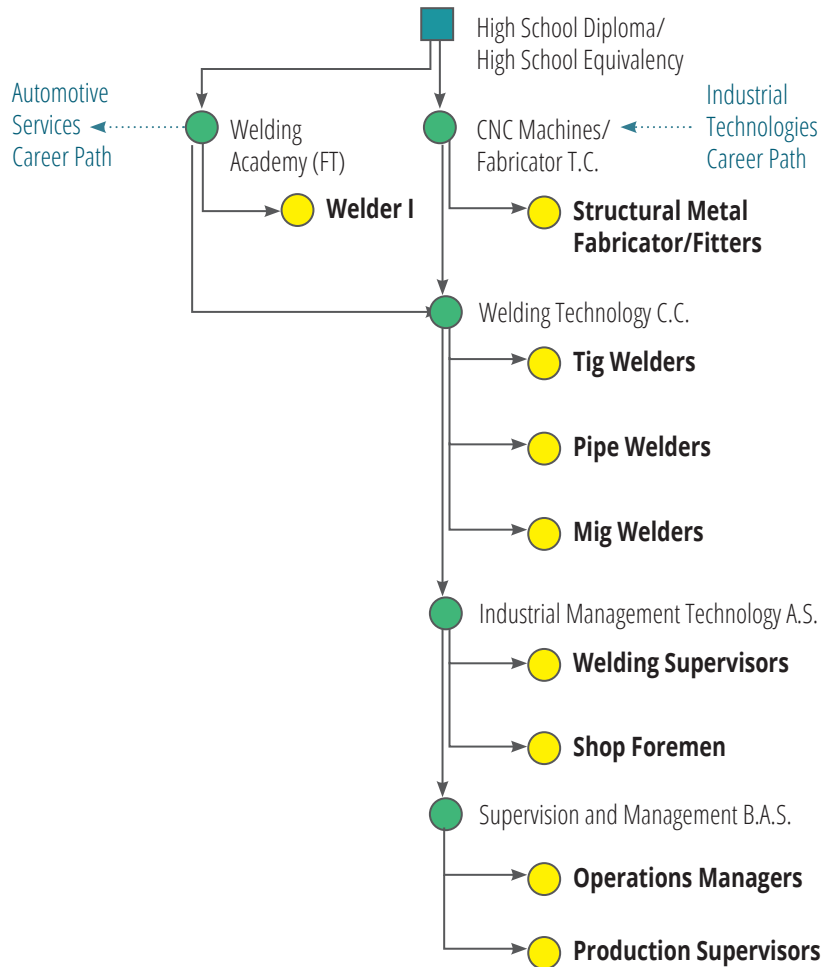 High School Diploma/
High School Equivalency
Automotive
Services
Career Path
Welding
Academy (FT)
CNC Machines/
Fabricator T.C.
Industrial
Technologies
Career Path
Welder I
Structural Metal
Fabricator/Fitters
Welding Technology C.C.
Tig Welders
Pipe Welders
Mig Welders
Industrial Management Technology A.S.
Welding Supervisors
Shop Foremen
Supervision and Management B.A.S.
Operations Managers
Production Supervisors